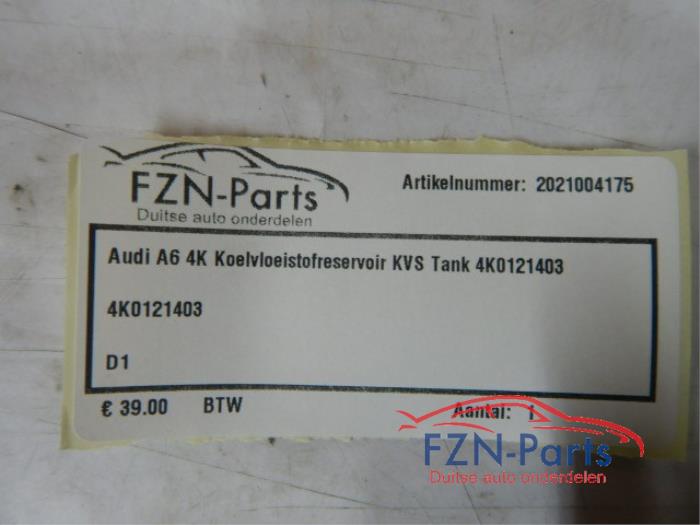 FZN-Parts
Duitse auto onderdelen
Artikelnummer: 2021004175
Audi A6 4K Koelvloeistofreservoir KVS Tank 4K0121403
4K0121403
D1
€ 39.00 BTW Aantal: 1
FZN-Parts
Duitse auto onderdelen